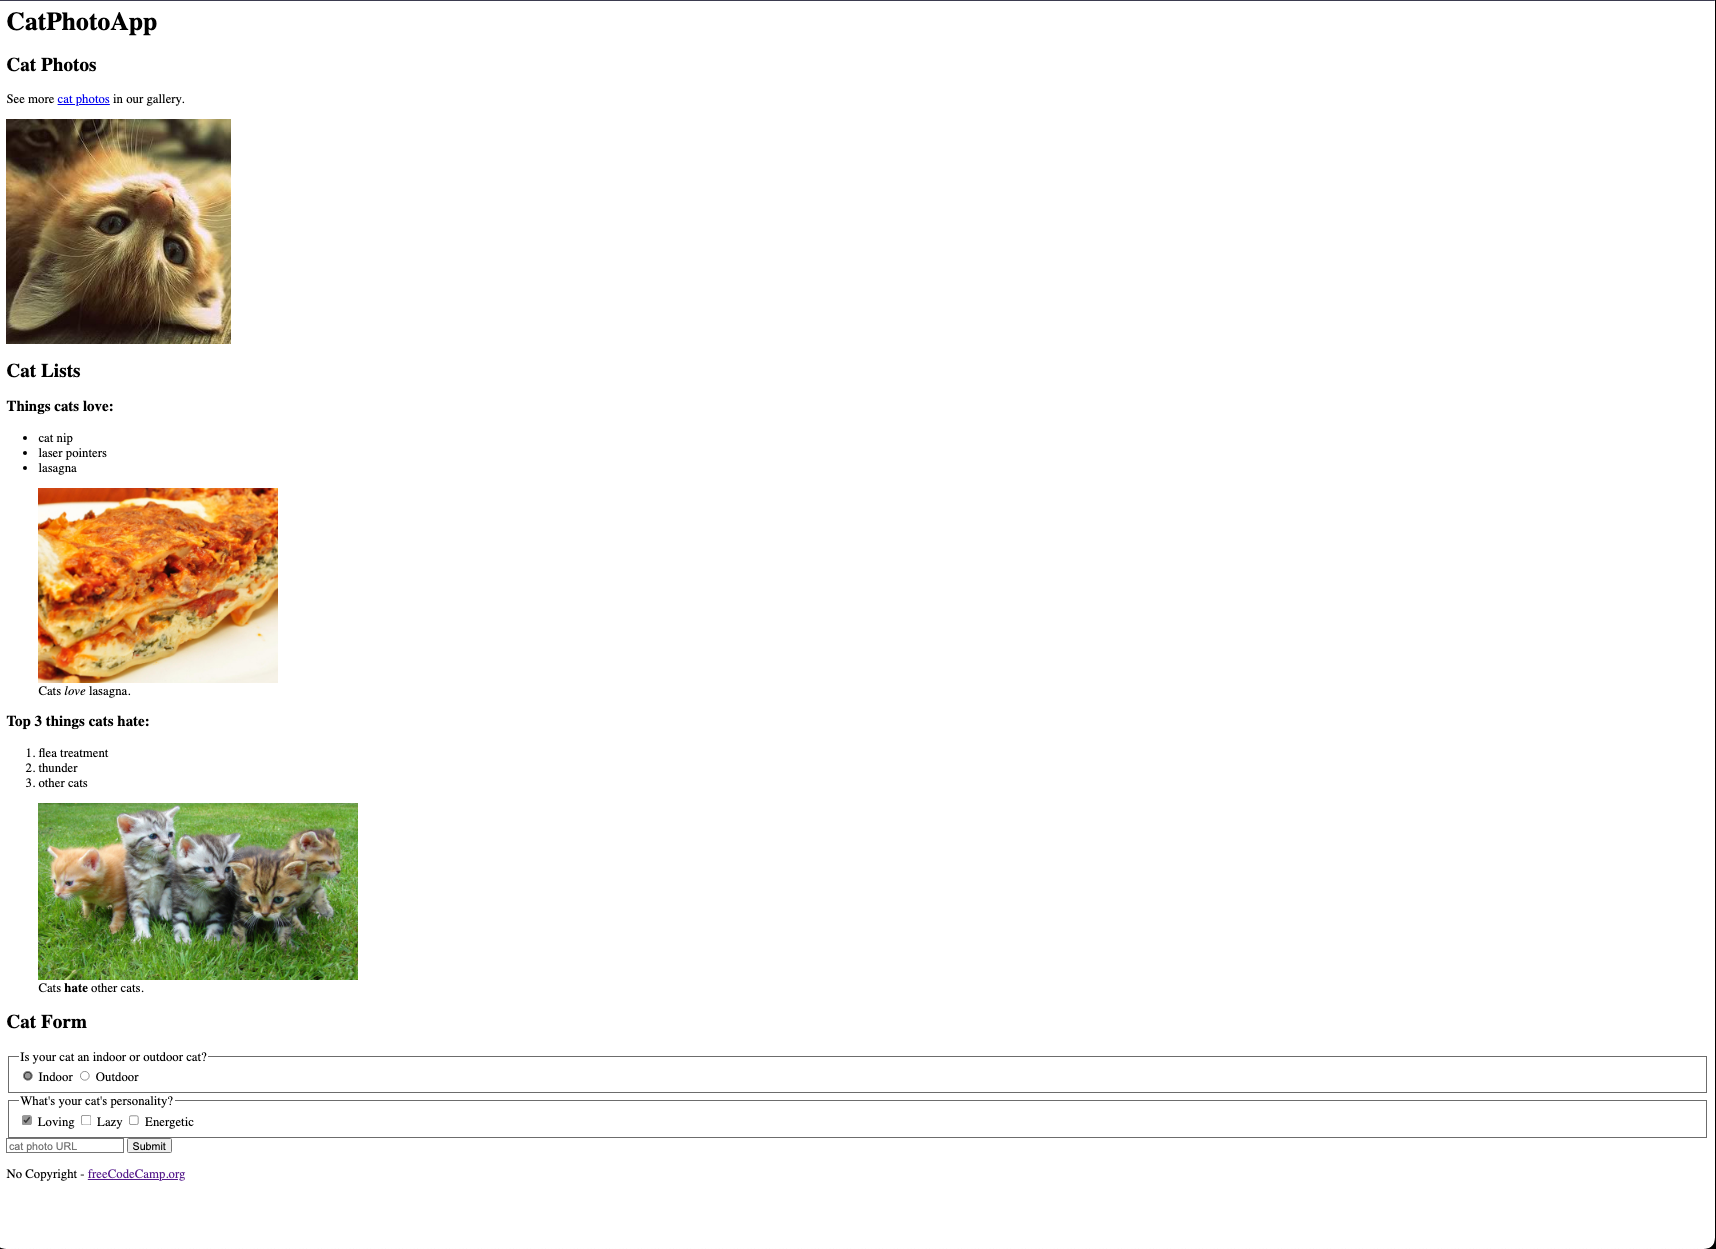 CatPhotoApp
Cat Photos
See more cat photos in our gallery.
Cat Lists
Things cats love:
cat nip
laser pointers
lasagna
Cats love lasagna.
Top 3 things cats hate:
1. flea treatment
2. thunder
3. other cats
Cats hate other cats.
Cat Form
Is your cat an indoor or outdoor cat?
Indoor Outdoor
What's your cat's personality?
Loving Lazy Energetic
cat photo URL Submit
No Copyright - freeCodeCamp.org